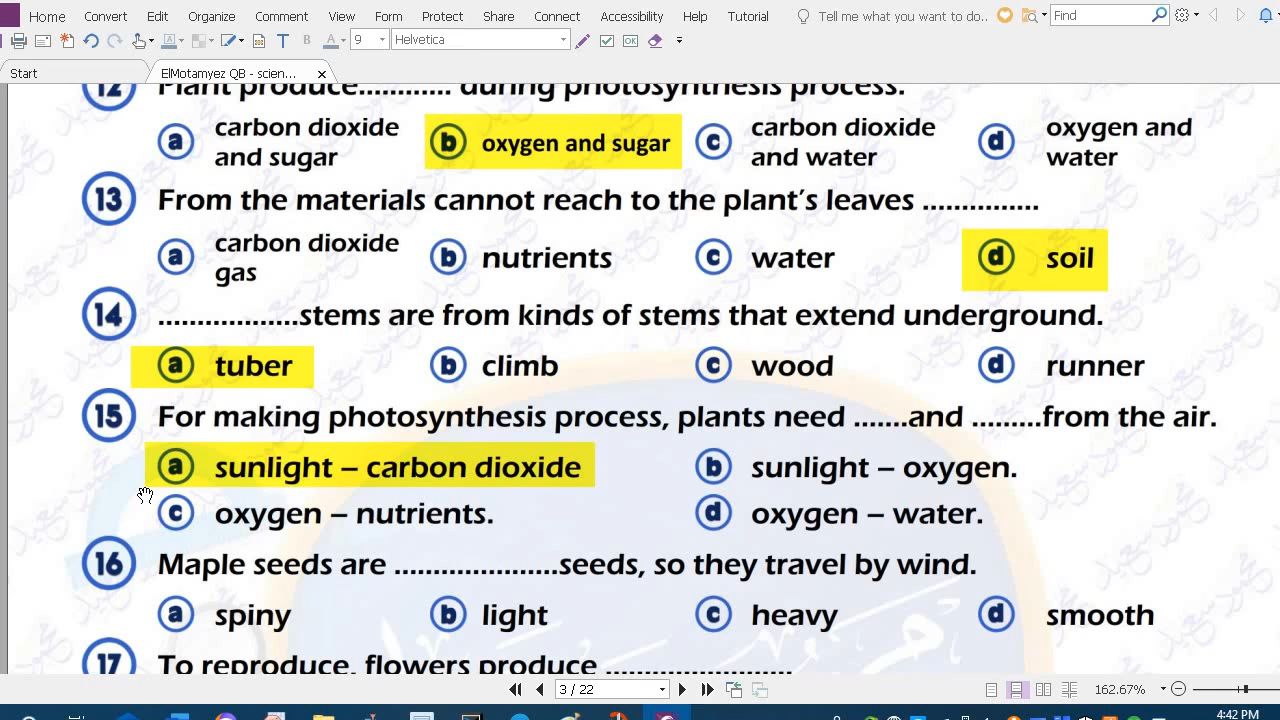 Home Convert Edit Organize Comment View Form Protect Share Connect Accessibility Help Tutorial Tell me what you want to do.. Find
9 Helvetica
Start ElMotamyez QB - scien...
12 Plant produce............ during photosynthesis process.
a carbon dioxide and sugar b oxygen and sugar c carbon dioxide and water d oxygen and water
13 From the materials cannot reach to the plant’s leaves ...............
a carbon dioxide gas b nutrients c water d soil
14 ..................stems are from kinds of stems that extend underground.
a tuber b climb c wood d runner
15 For making photosynthesis process, plants need .......and .........from the air.
a sunlight – carbon dioxide b sunlight – oxygen.
c oxygen – nutrients. d oxygen – water.
16 Maple seeds are .....................seeds, so they travel by wind.
a spiny b light c heavy d smooth
17 To reproduce, flowers produce ........................
3 / 22 162.67%
4:42 PM